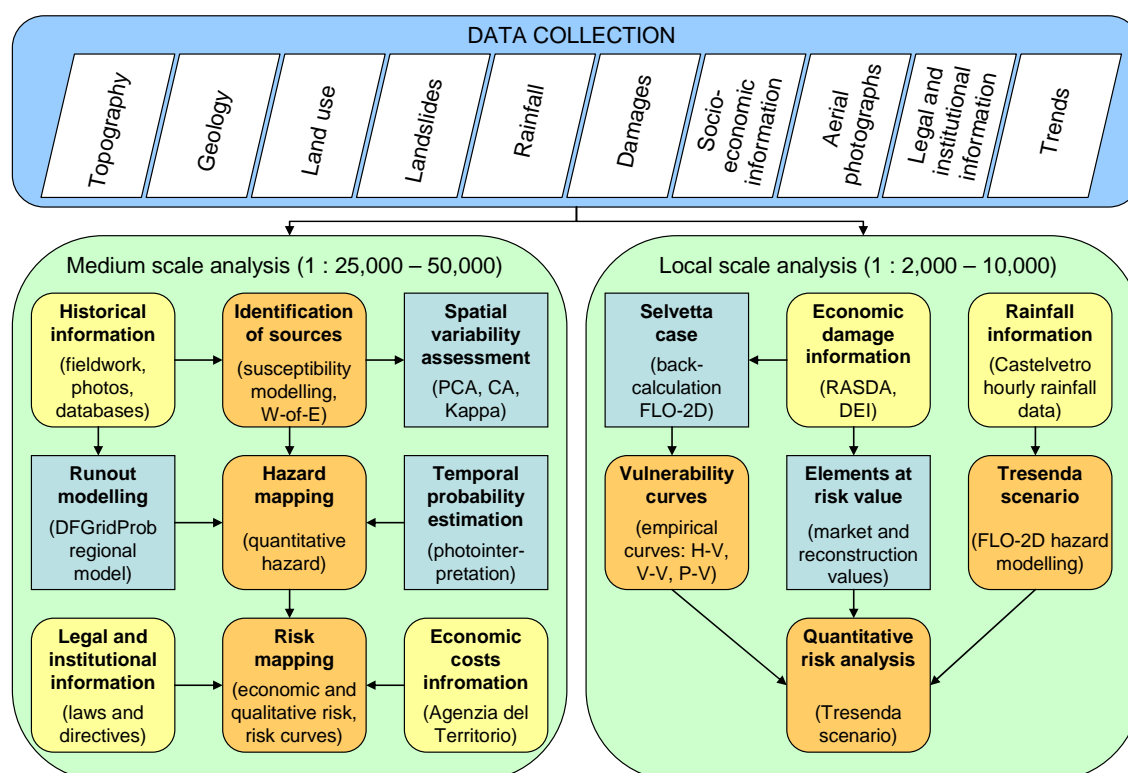 DATA COLLECTION
Topography
Geology
Land use
Landslides
Rainfall
Damages
Socio-
economic
information
Aerial
photographs
Legal and
institutional
information
Trends
Medium scale analysis (1 : 25,000 – 50,000)
Historical
information
(fieldwork,
photos,
databases)
Identification
of sources
(susceptibility
modelling,
W-of-E)
Spatial
variability
assessment
(PCA, CA,
Kappa)
Runout
modelling
(DFGridProb
regional
model)
Hazard
mapping
(quantitative
hazard)
Temporal
probability
estimation
(photointer-
pretation)
Legal and
institutional
information
(laws and
directives)
Risk
mapping
(economic and
qualitative risk,
risk curves)
Economic
costs
infromation
(Agenzia del
Territorio)
Local scale analysis (1 : 2,000 – 10,000)
Selvetta
case
(back-
calculation
FLO-2D)
Economic
damage
information
(RASDA,
DEI)
Rainfall
information
(Castelvetro
hourly rainfall
data)
Vulnerability
curves
(empirical
curves: H-V,
V-V, P-V)
Elements at
risk value
(market and
reconstruction
values)
Tresenda
scenario
(FLO-2D hazard
modelling)
Quantitative
risk analysis
(Tresenda
scenario)